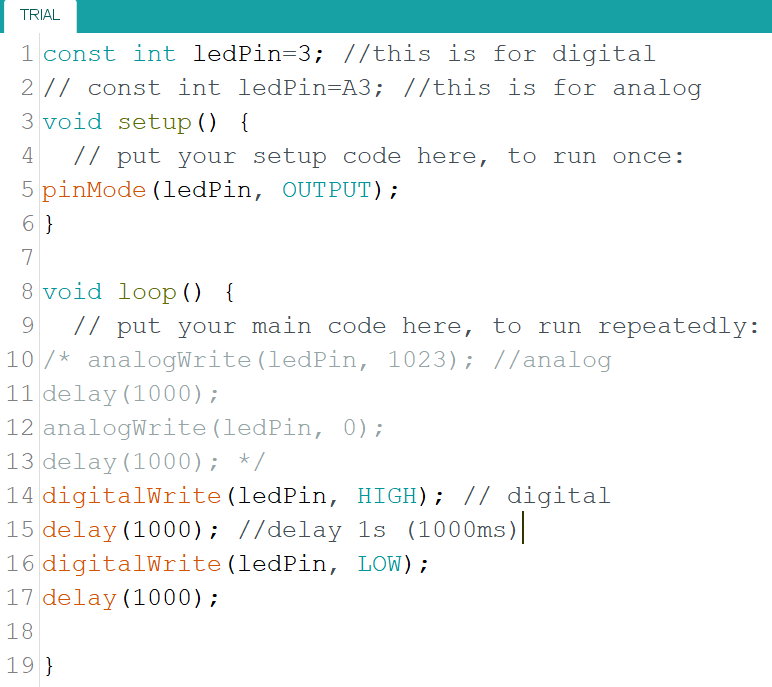 TRIAL
1 const int ledPin=3; //this is for digital
2 // const int ledPin=A3; //this is for analog
3 void setup() {
4   // put your setup code here, to run once:
5 pinMode(ledPin, OUTPUT);
6 }
7
8 void loop() {
9   // put your main code here, to run repeatedly:
10 /* analogWrite(ledPin, 1023); //analog
11 delay(1000);
12 analogWrite(ledPin, 0);
13 delay(1000); */
14 digitalWrite(ledPin, HIGH); // digital
15 delay(1000); //delay 1s (1000ms)
16 digitalWrite(ledPin, LOW);
17 delay(1000);
18
19 }